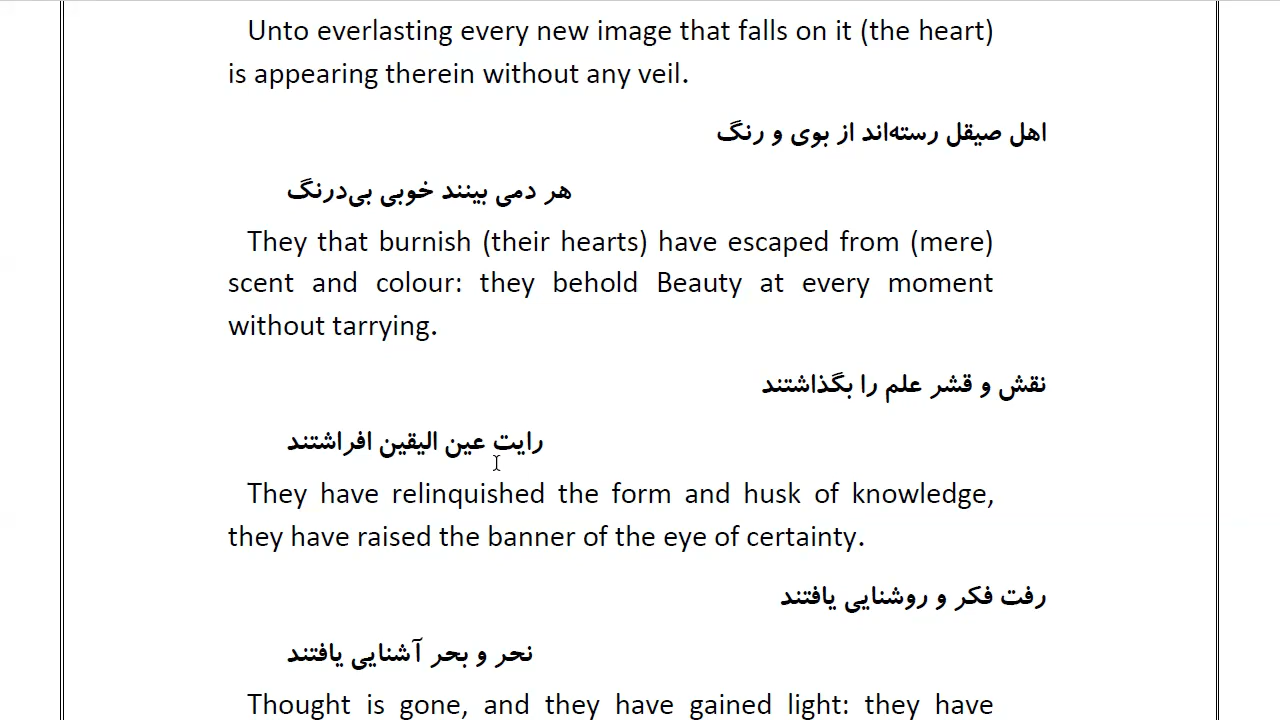 Unto everlasting every new image that falls on it (the heart)
is appearing therein without any veil.
اهل صیقل رسته‌اند از بوی و رنگ
هر دمی بینند خوبی بی‌درنگ
They that burnish (their hearts) have escaped from (mere)
scent and colour: they behold Beauty at every moment
without tarrying.
نقش و قشر علم را بگذاشتند
رایت عین الیقین افراشتند
They have relinquished the form and husk of knowledge,
they have raised the banner of the eye of certainty.
رفت فکر و روشنایی یافتند
نحر و بحر آشنایی یافتند
Thought is gone, and they have gained light: they have